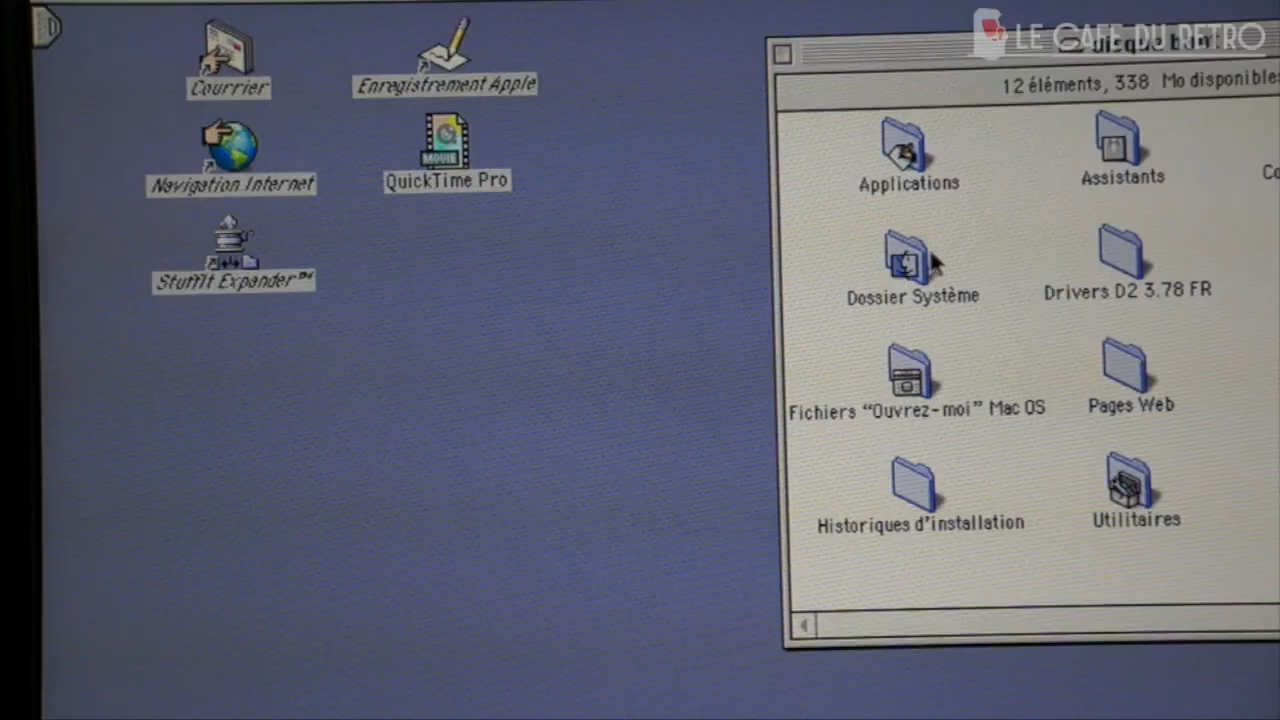 LE CAFE DU RETRO
Courrier
Enregistrement Apple
Navigation Internet
QuickTime Pro
MOVIE
StuffIt Expander™
12 éléments, 338 Mo disponibles
Applications
Assistants
Dossier Système
Drivers D2 3.78 FR
Fichiers “Ouvrez-moi” Mac OS
Pages Web
Historiques d’installation
Utilitaires